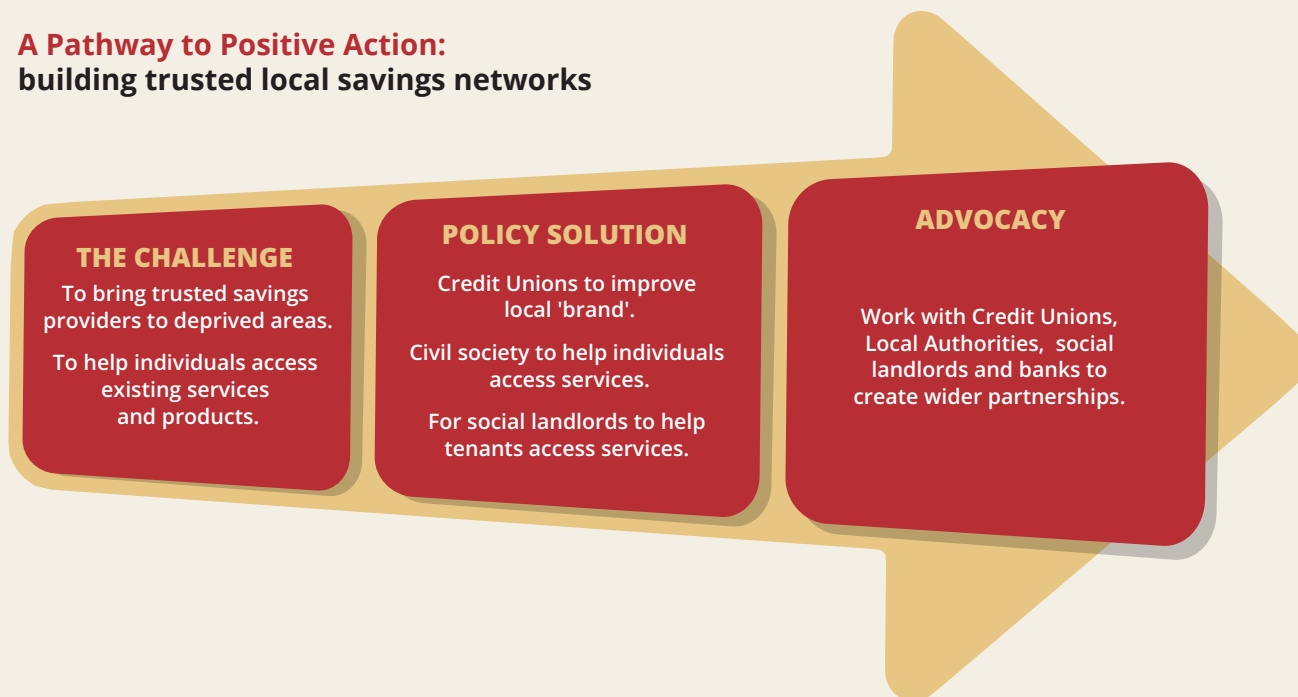 A Pathway to Positive Action:
building trusted local savings networks
THE CHALLENGE
To bring trusted savings
providers to deprived areas.
To help individuals access
existing services
and products.
POLICY SOLUTION
Credit Unions to improve
local 'brand'.
Civil society to help individuals
access services.
For social landlords to help
tenants access services.
ADVOCACY
Work with Credit Unions,
Local Authorities,  social
landlords and banks to
create wider partnerships.